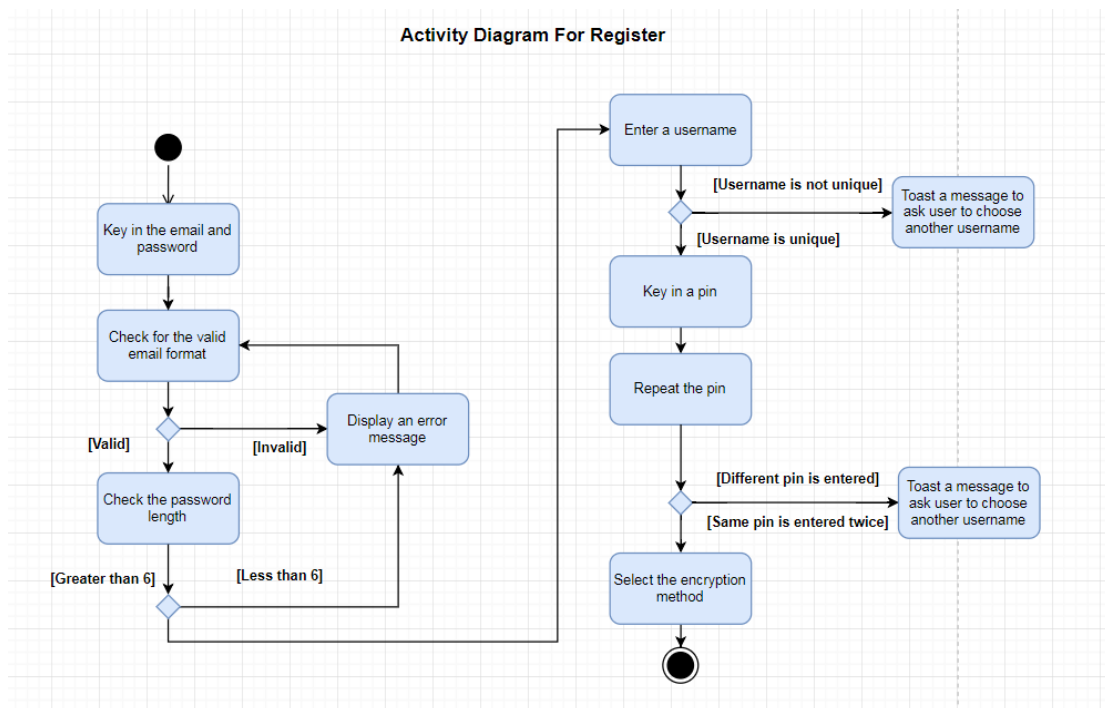 Activity Diagram For Register
Key in the email and
password
Check for the valid
email format
[Valid]
[Invalid]
Display an error
message
Check the password
length
[Greater than 6]
[Less than 6]
Enter a username
[Username is not unique]
Toast a message to
ask user to choose
another username
[Username is unique]
Key in a pin
Repeat the pin
[Different pin is entered]
Toast a message to
ask user to choose
another username
[Same pin is entered twice]
Select the encryption
method